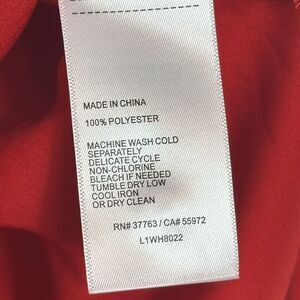 MADE IN CHINA
100% POLYESTER
MACHINE WASH COLD
SEPARATELY
DELICATE CYCLE
NON-CHLORINE
BLEACH IF NEEDED
TUMBLE DRY LOW
COOL IRON
OR DRY CLEAN
RN# 37763 / CA# 55972
L1WH8022